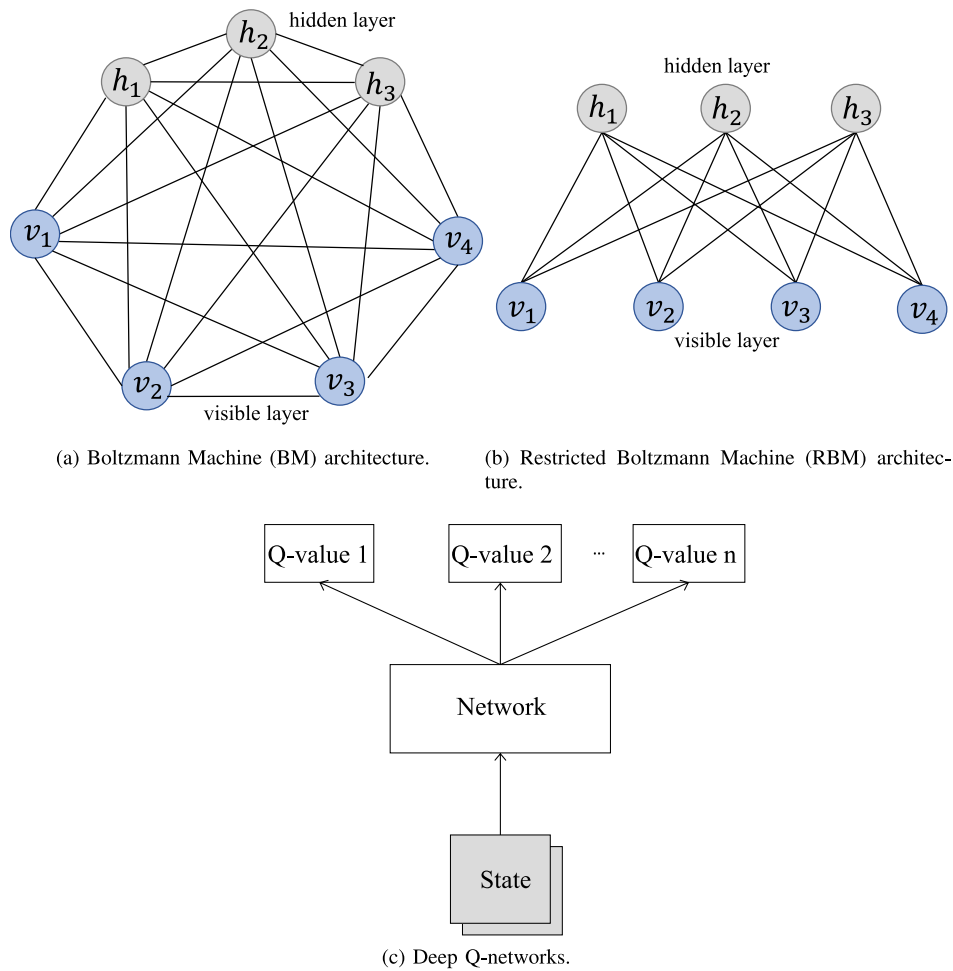 hidden layer
h₂
h₁
h₃
v₁
v₄
v₂
v₃
visible layer
(a) Boltzmann Machine (BM) architecture.
hidden layer
h₁
h₂
h₃
v₁
v₂
v₃
v₄
visible layer
(b) Restricted Boltzmann Machine (RBM) architec-
ture.
Q-value 1
Q-value 2
...
Q-value n
Network
State
(c) Deep Q-networks.